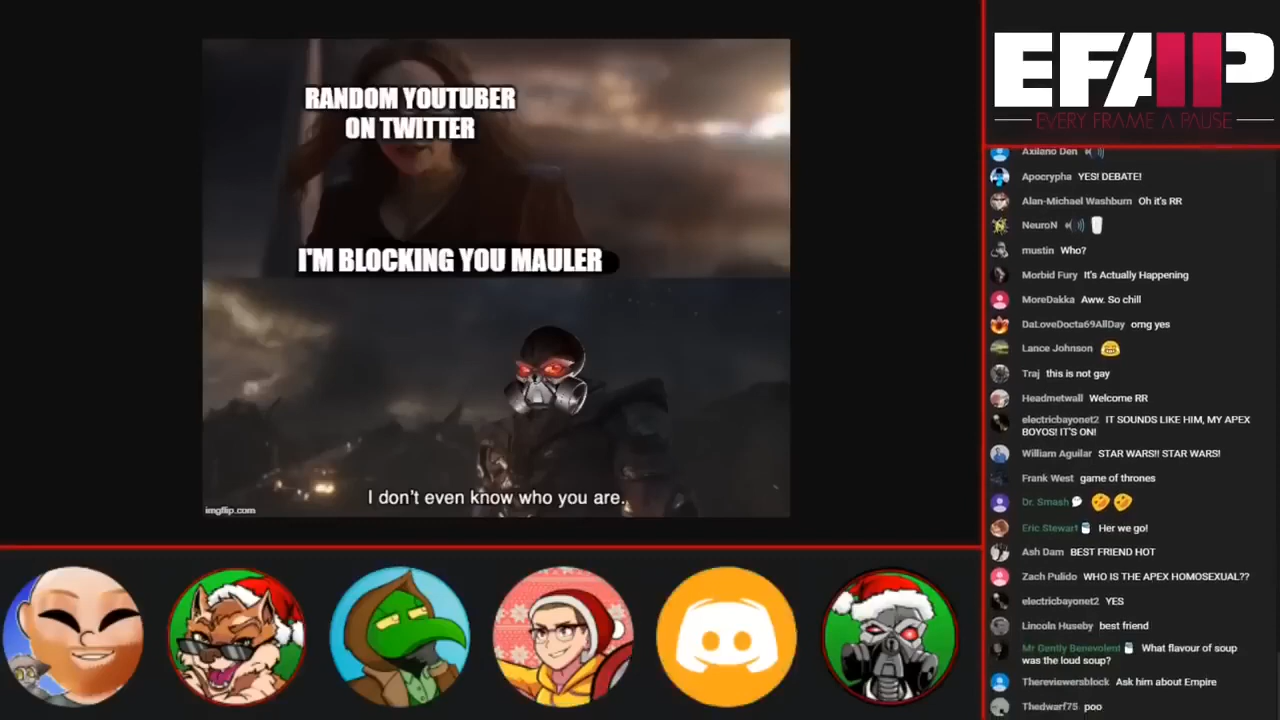 RANDOM YOUTUBER
ON TWITTER
I'M BLOCKING YOU MAULER
I don't even know who you are.
imgflip.com
EFAP
EVERY FRAME A PAUSE
Axilano Den
Apocrypha YES! DEBATE!
Alan-Michael Washburn Oh it's RR
NeuroN
mustin Who?
Morbid Fury It's Actually Happening
MoreDakka Aww. So chill
DaLoveDocta69AllDay omg yes
Lance Johnson
Traj this is not gay
Headmetwall Welcome RR
electricbayonet2 IT SOUNDS LIKE HIM, MY APEX
BOYOS! IT'S ON!
William Aguilar STAR WARS!! STAR WARS!
Frank West game of thrones
Dr. Smash
Eric Stewart Her we go!
Ash Dam BEST FRIEND HOT
Zach Pulido WHO IS THE APEX HOMOSEXUAL??
electricbayonet2 YES
Lincoln Huseby best friend
Mr Gently Benevolent What flavour of soup
was the loud soup?
Thereviewersblock Ask him about Empire
Thedwarf75 poo